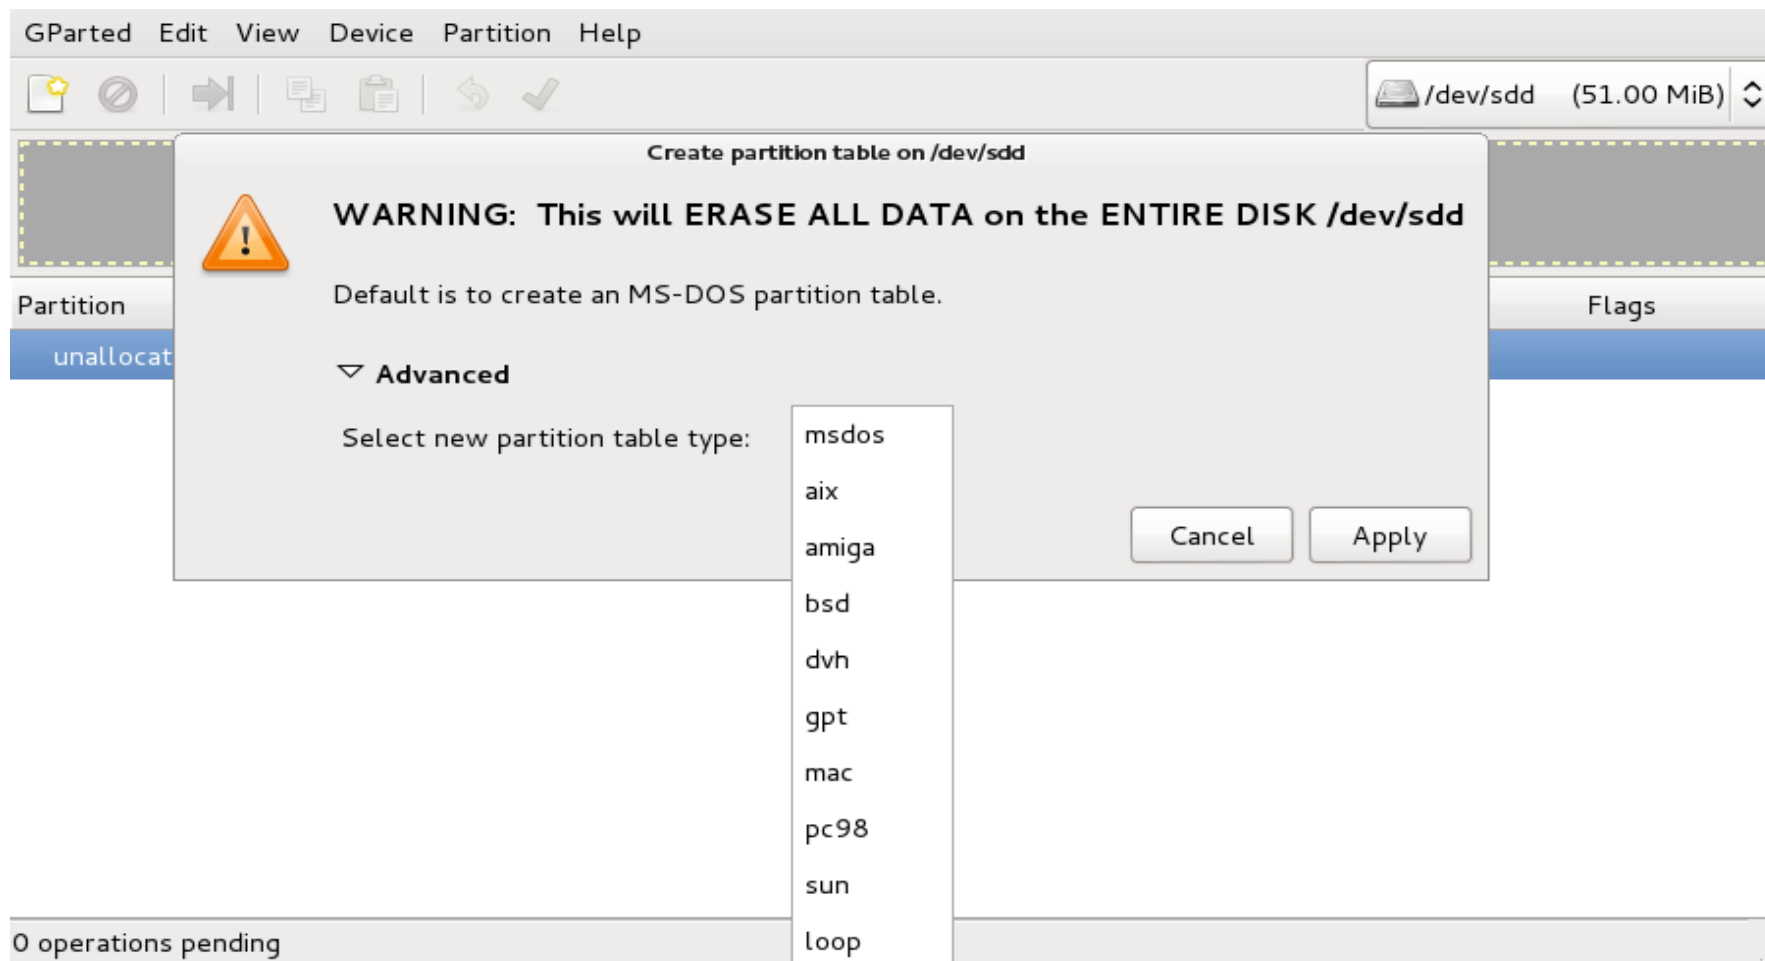 GParted Edit View Device Partition Help
/dev/sdd (51.00 MiB)
Create partition table on /dev/sdd
WARNING: This will ERASE ALL DATA on the ENTIRE DISK /dev/sdd
Default is to create an MS-DOS partition table.
Partition Flags
unallocat
Advanced
Select new partition table type:
msdos
aix
amiga
Cancel Apply
bsd
dvh
gpt
mac
pc98
sun
loop
0 operations pending